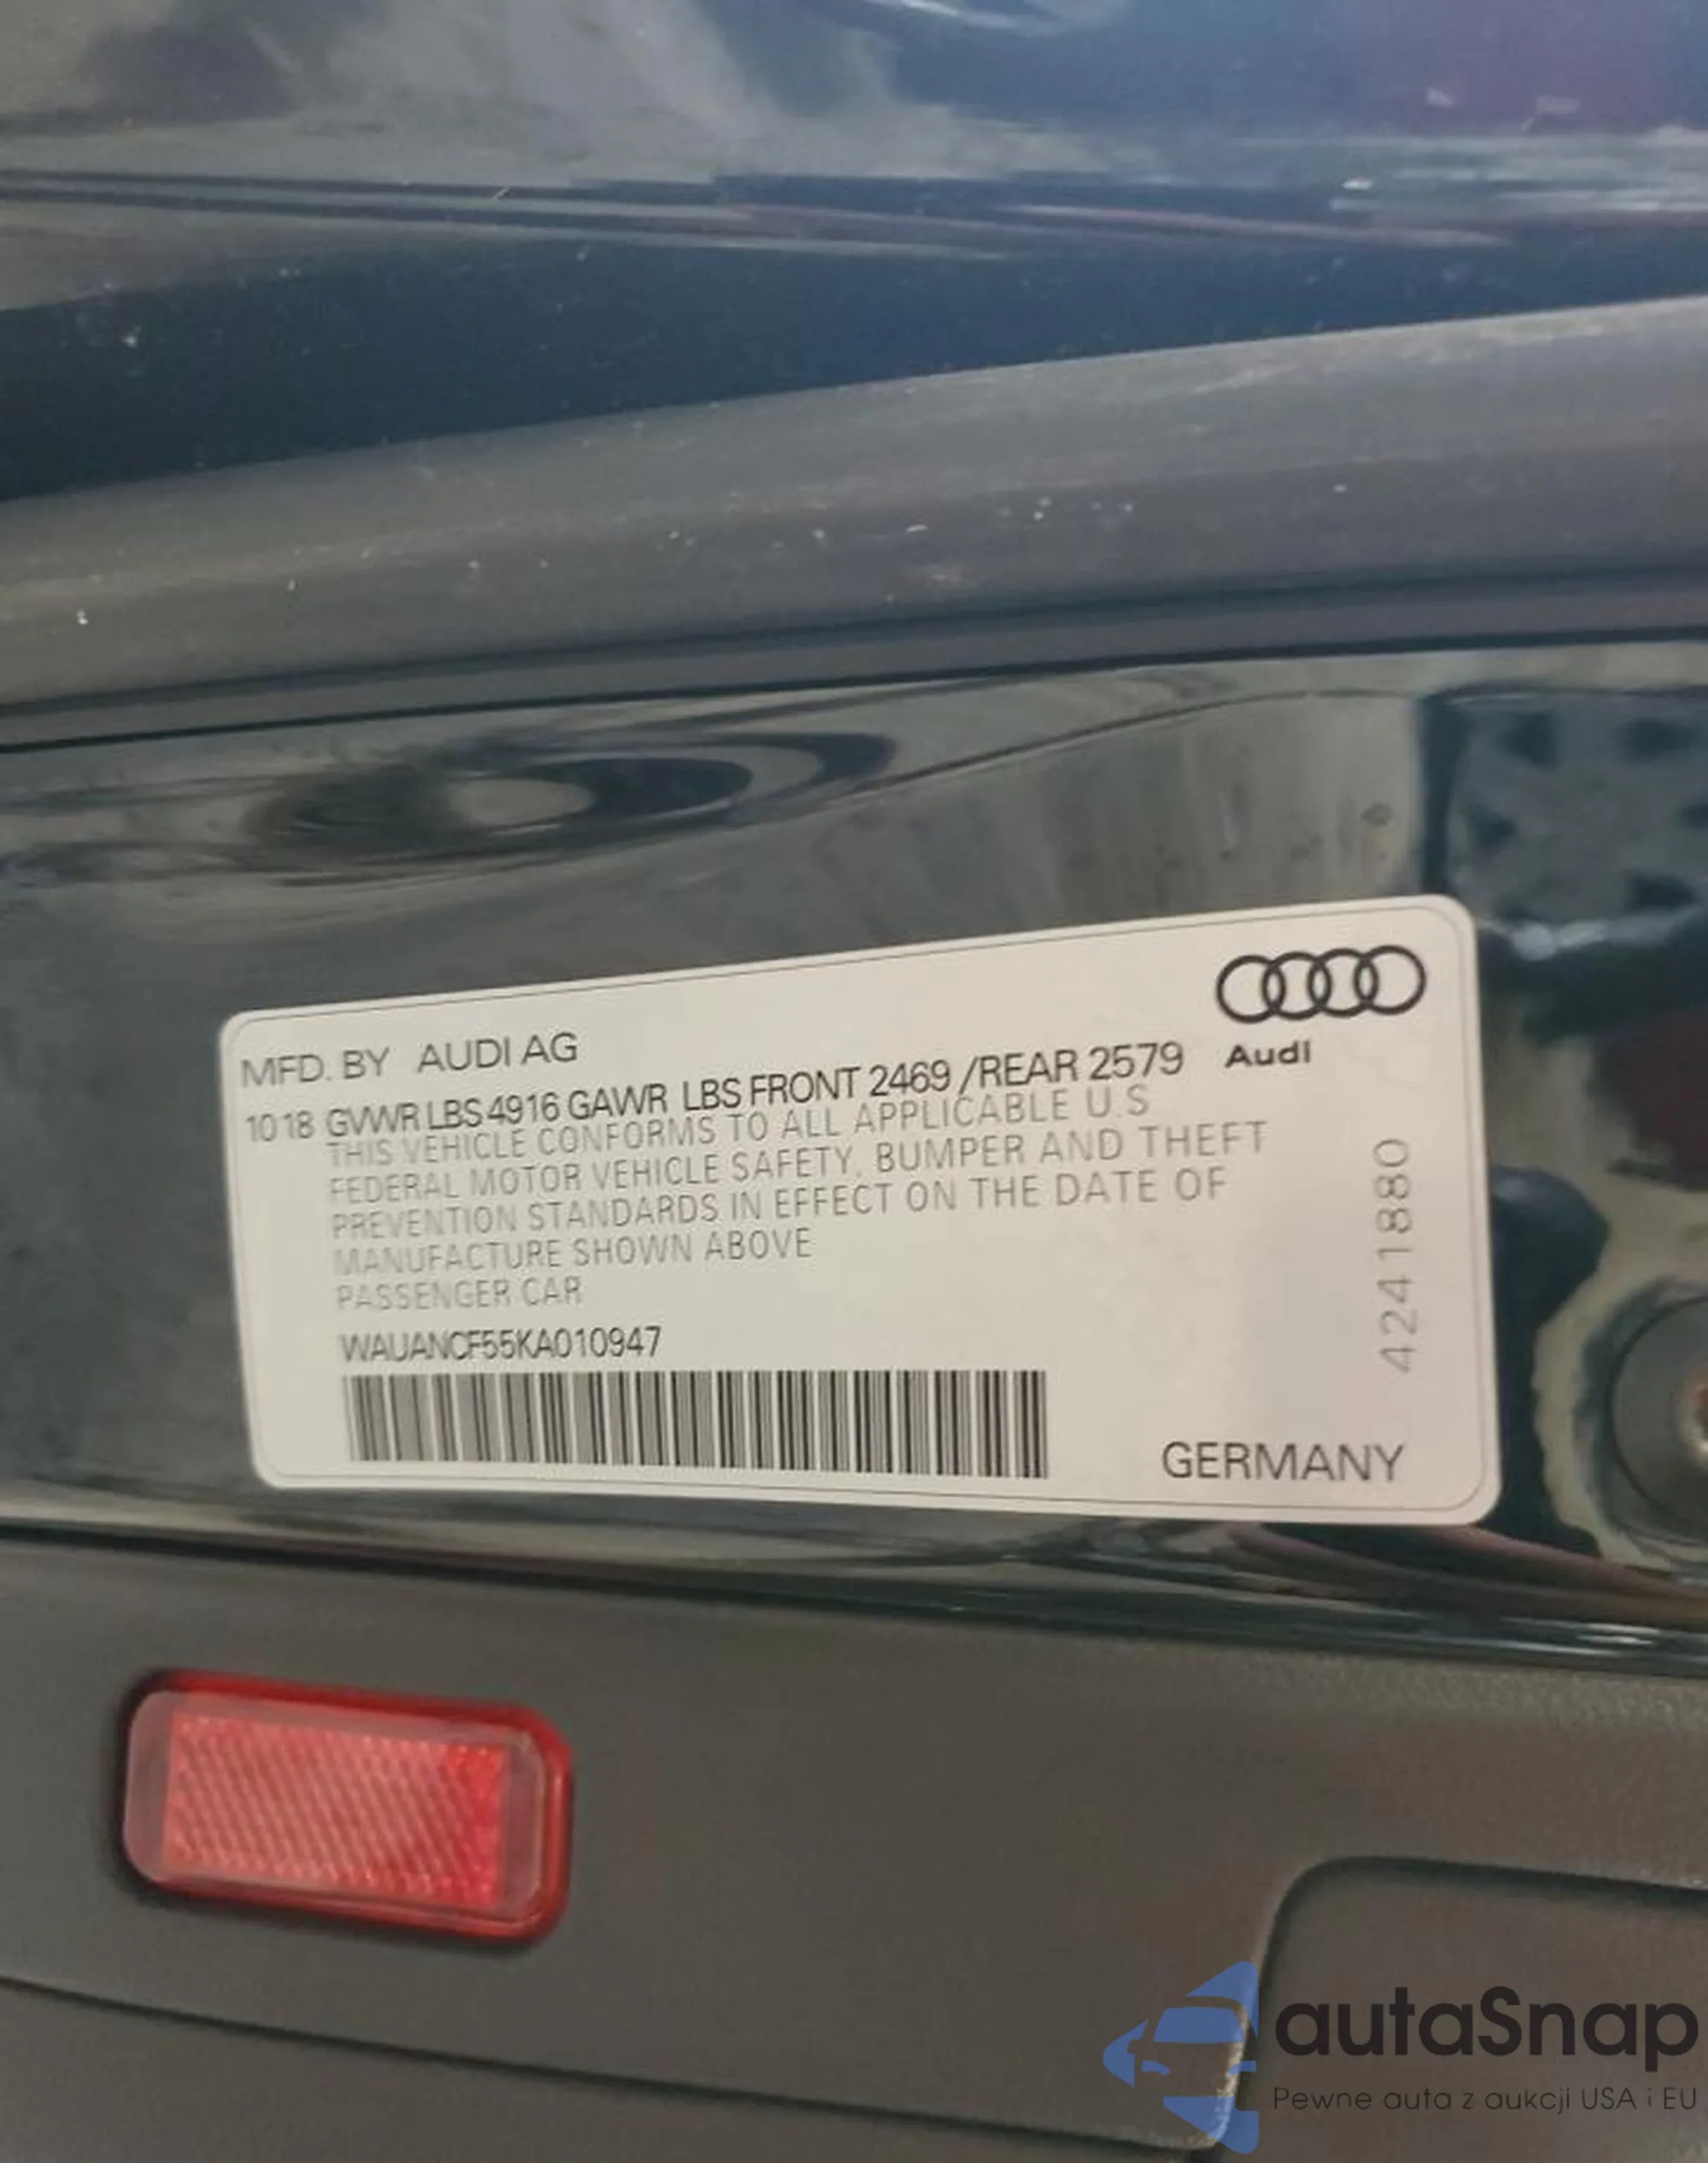 MFD. BY AUDI AG
Audi
10 18 GVWR LBS 4916 GAWR LBS FRONT 2469 /REAR 2579
THIS VEHICLE CONFORMS TO ALL APPLICABLE U.S
FEDERAL MOTOR VEHICLE SAFETY, BUMPER AND THEFT
PREVENTION STANDARDS IN EFFECT ON THE DATE OF
MANUFACTURE SHOWN ABOVE
PASSENGER CAR
WAUANCF55KA010947
4241880
GERMANY
autaSnap
Pewne auta z aukcji USA i EU